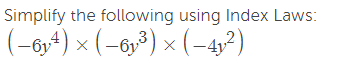 Simplify the following using Index Laws:
(−6y⁴) × (−6y³) × (−4y²)